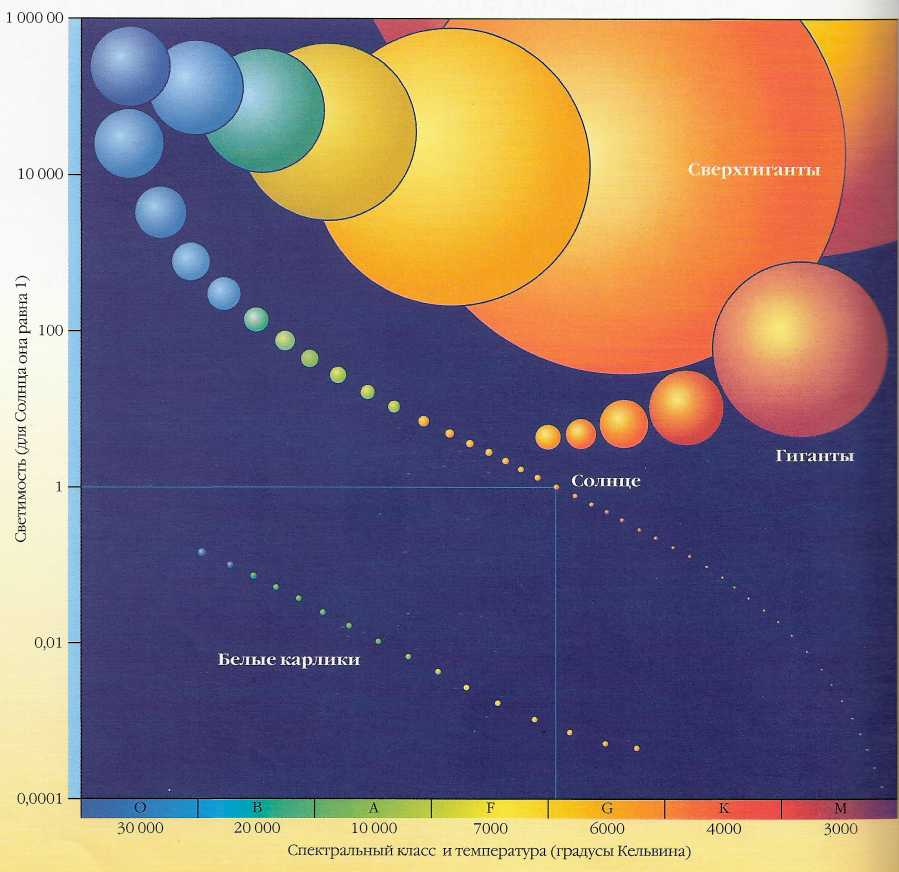 1 000 00
10 000
100
1
0,01
0,0001
Светимость (для Солнца она равна 1)
Сверхгиганты
Гиганты
Солнце
Белые карлики
O B A F G K M
30 000 20 000 10 000 7000 6000 4000 3000
Спектральный класс и температура (градусы Кельвина)